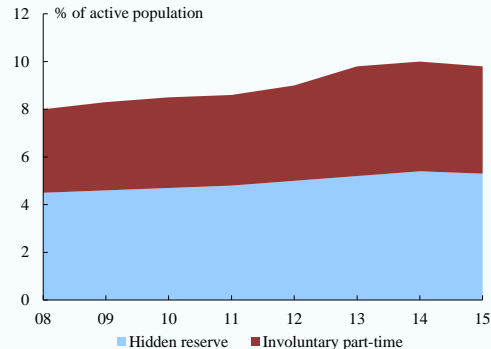 % of active population
12
10
8
6
4
2
0
08 09 10 11 12 13 14 15
Hidden reserve Involuntary part-time